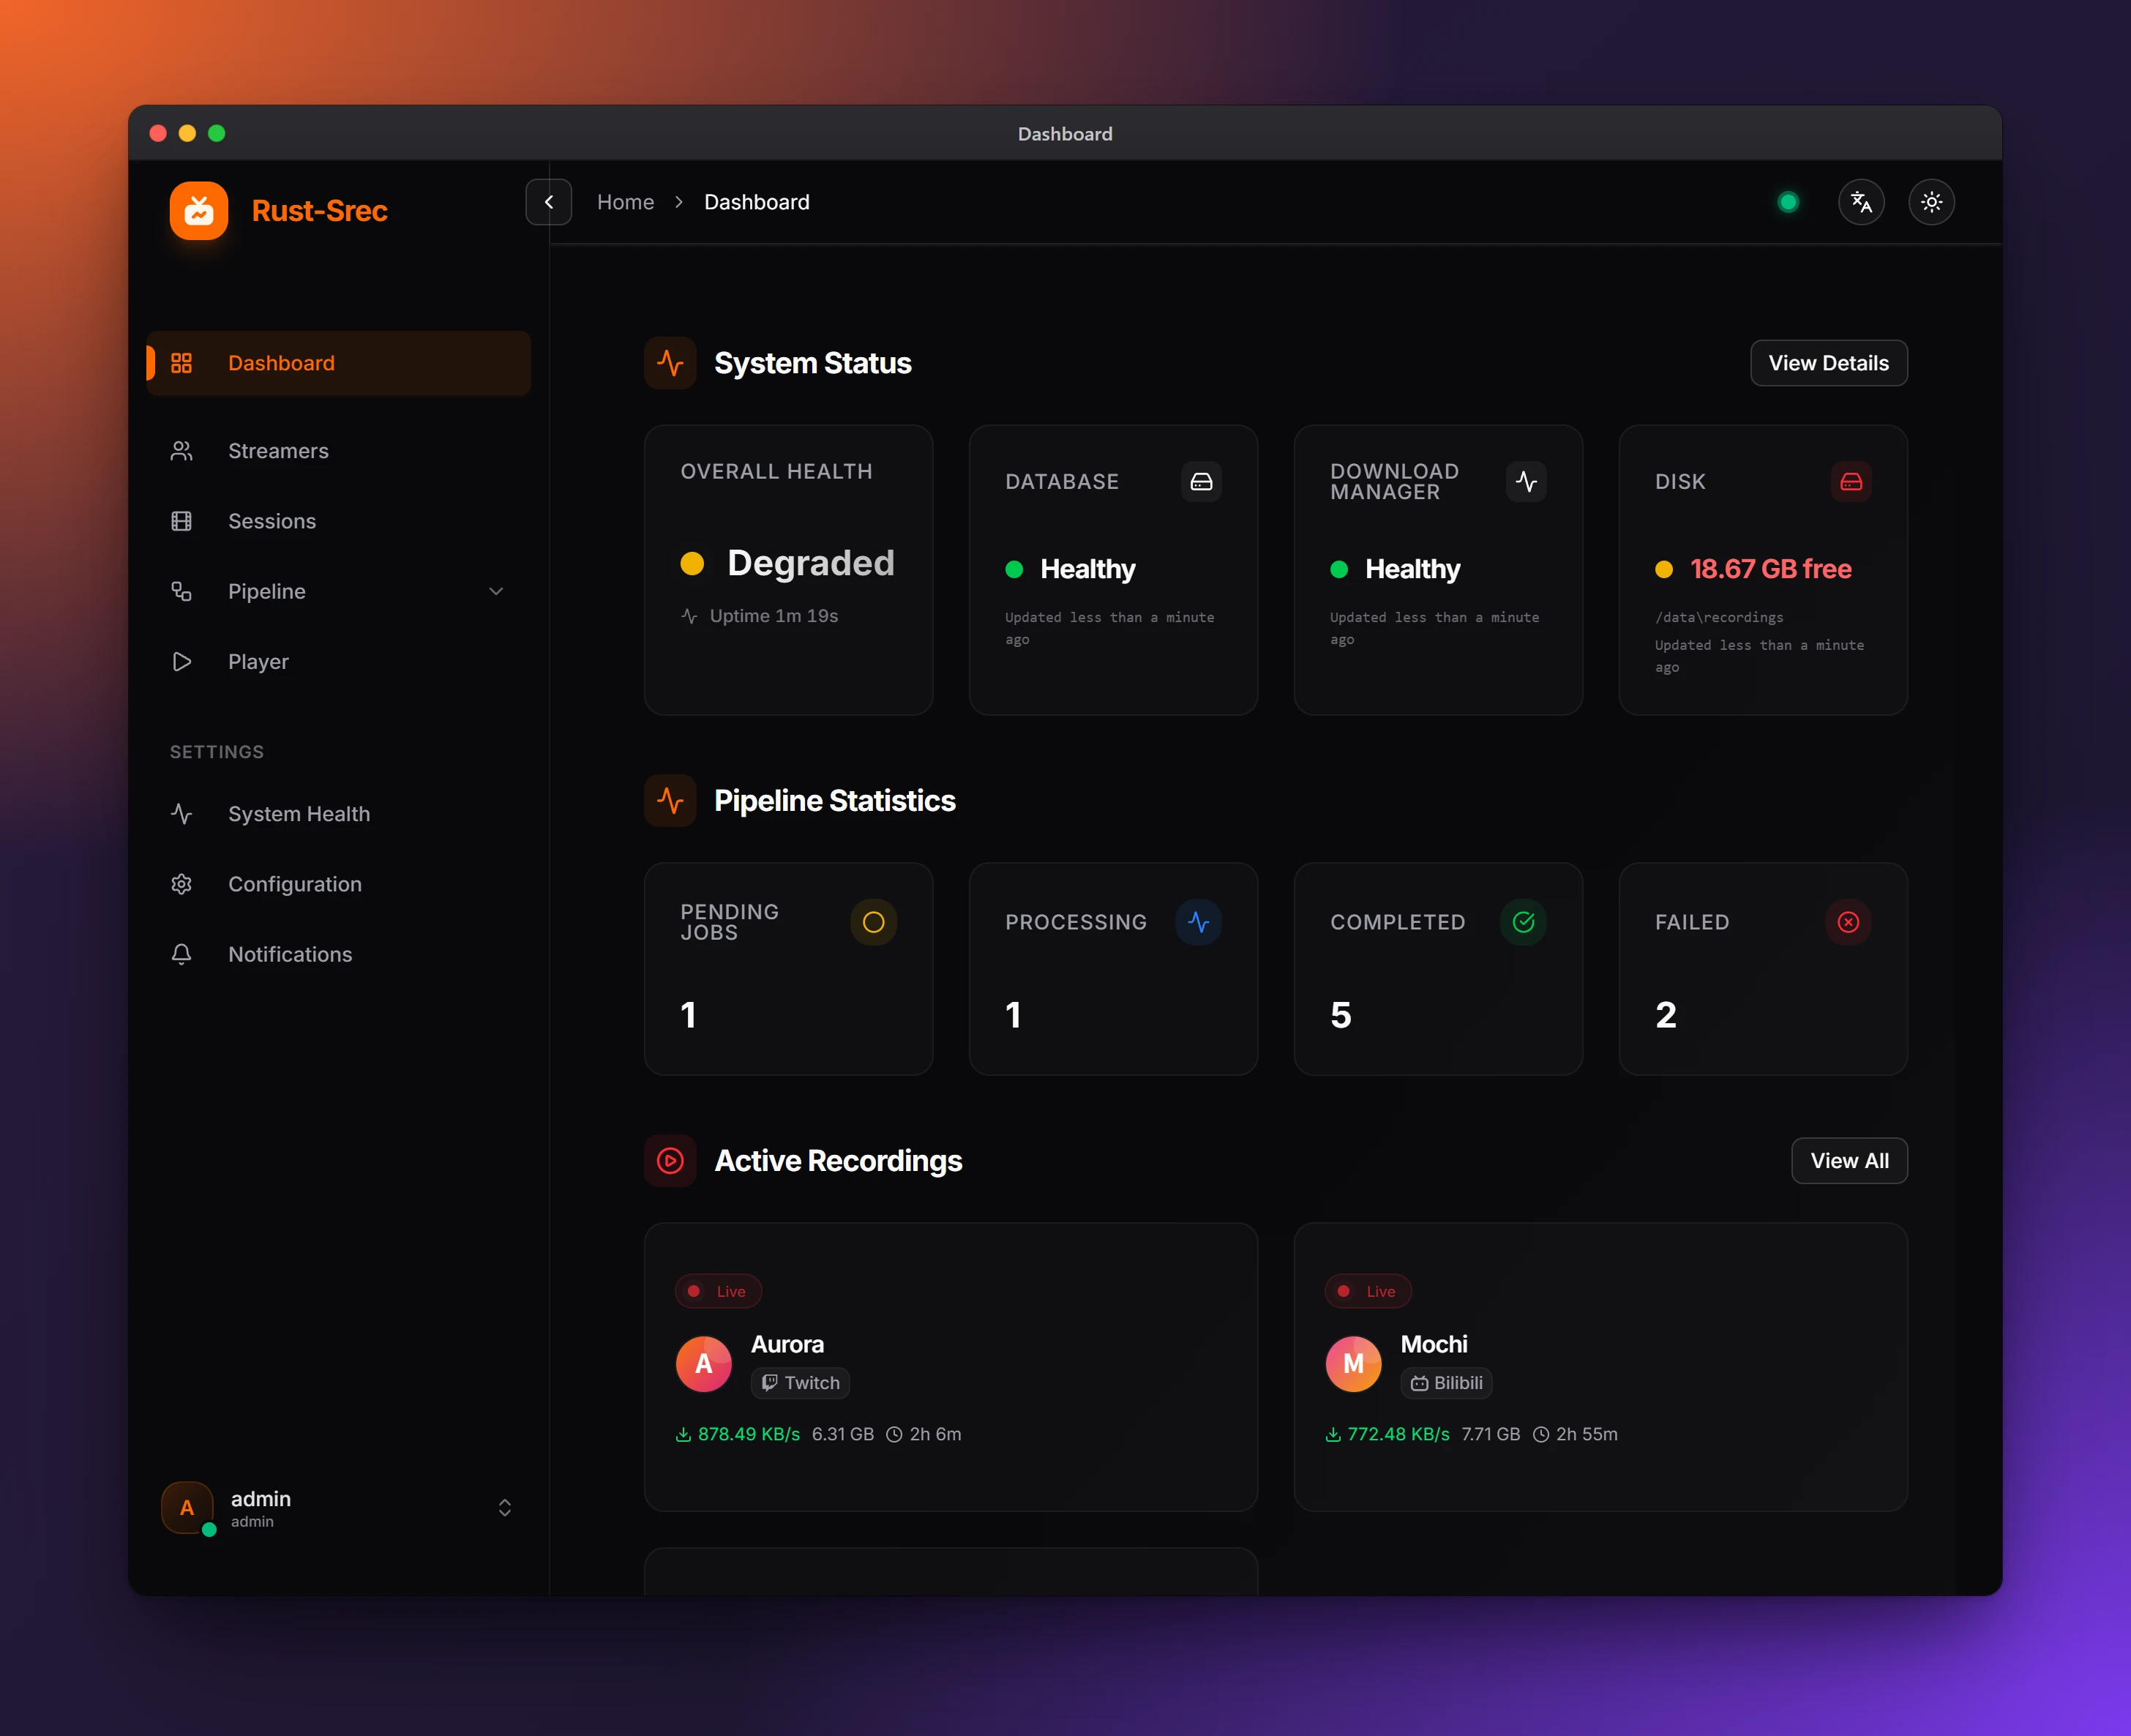 Dashboard
Rust-Srec
Home > Dashboard
Dashboard
Streamers
Sessions
Pipeline
Player
SETTINGS
System Health
Configuration
Notifications
A
admin
admin
System Status
View Details
OVERALL HEALTH
Degraded
Uptime 1m 19s
DATABASE
Healthy
Updated less than a minute
ago
DOWNLOAD
MANAGER
Healthy
Updated less than a minute
ago
DISK
18.67 GB free
/data\recordings
Updated less than a minute
ago
Pipeline Statistics
PENDING
JOBS
1
PROCESSING
1
COMPLETED
5
FAILED
2
Active Recordings
View All
Live
A
Aurora
Twitch
878.49 KB/s 6.31 GB 2h 6m
Live
M
Mochi
Bilibili
772.48 KB/s 7.71 GB 2h 55m